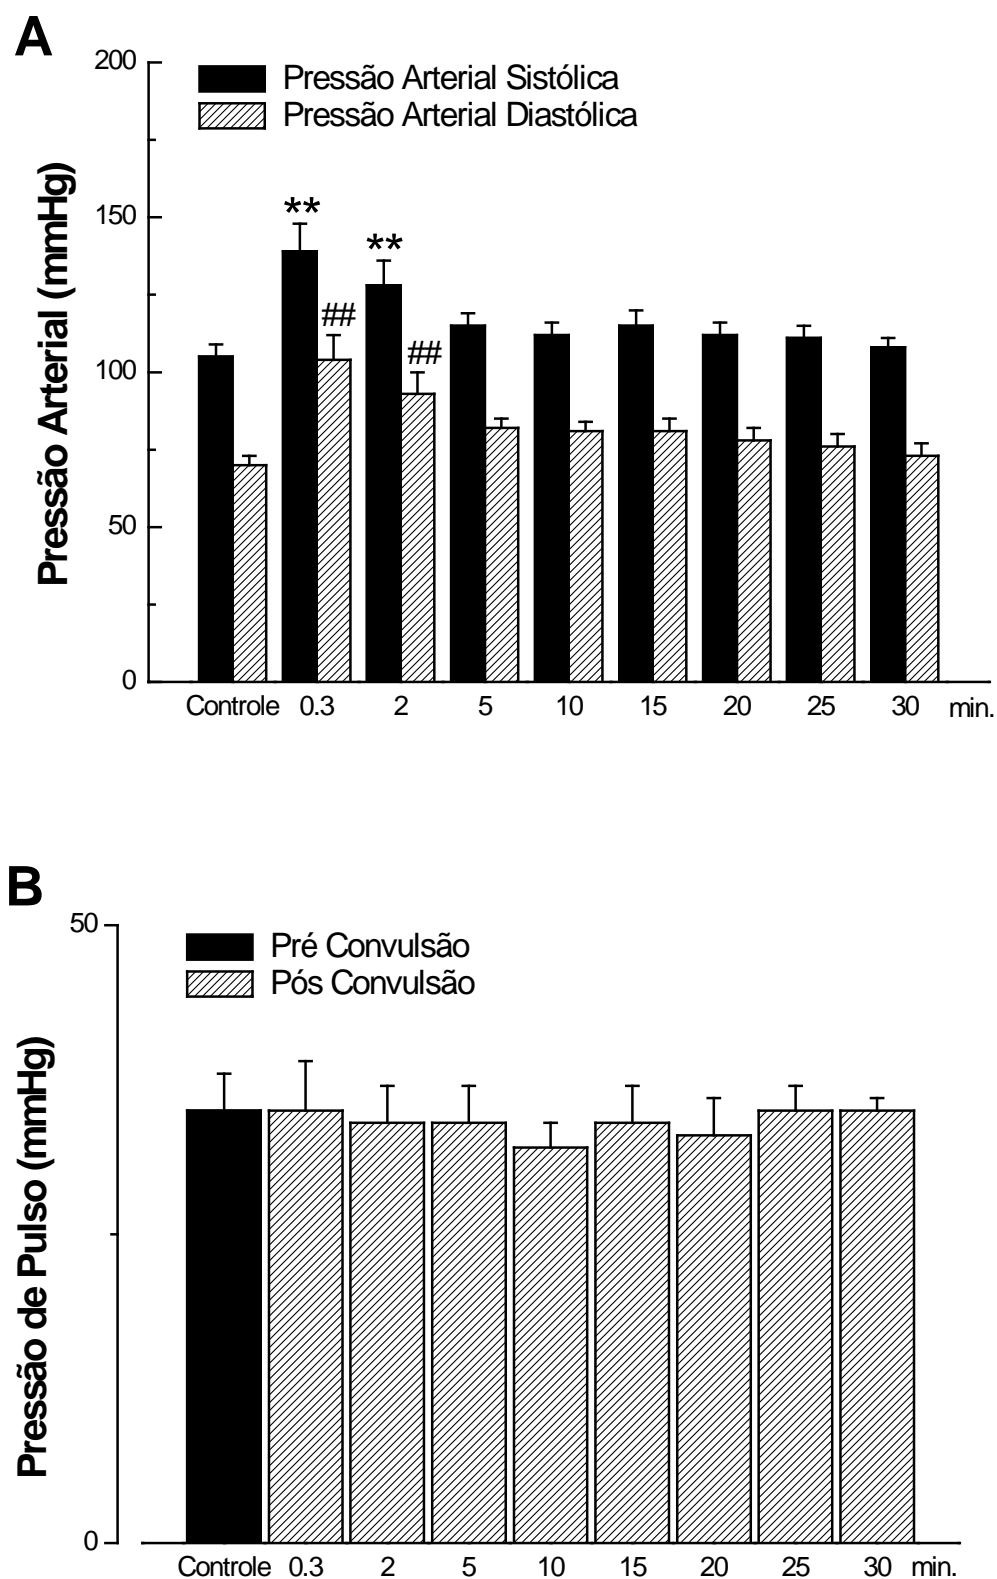 A
200
Pressão Arterial Sistólica
Pressão Arterial Diastólica
150
100
50
0
Pressão Arterial (mmHg)
**
**
##
##
Controle 0.3 2 5 10 15 20 25 30 min.
B
50
Pré Convulsão
Pós Convulsão
0
Pressão de Pulso (mmHg)
Controle 0.3 2 5 10 15 20 25 30 min.